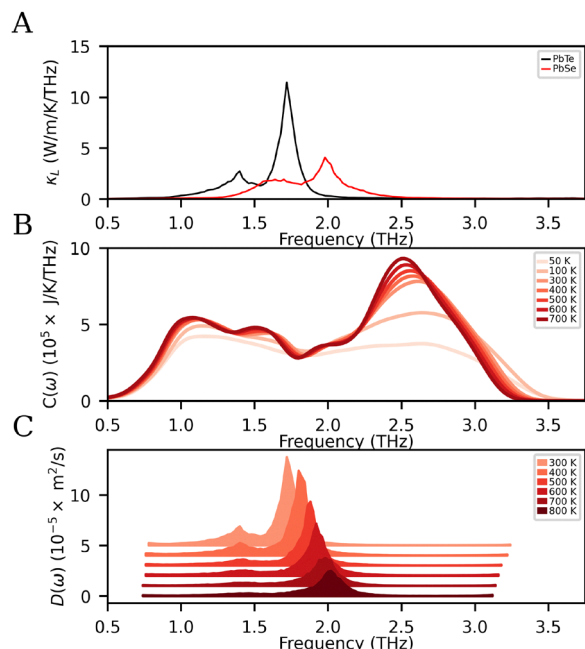 A
κL (W/m/K/THz)
15
10
5
0
PbTe
PbSe
0.5 1.0 1.5 2.0 2.5 3.0 3.5
Frequency (THz)
B
C(ω) (10⁵ × J/K/THz)
10
5
0
50 K
100 K
300 K
400 K
500 K
600 K
700 K
0.5 1.0 1.5 2.0 2.5 3.0 3.5
Frequency (THz)
C
D(ω) (10⁻⁵ × m²/s)
10
5
0
300 K
400 K
500 K
600 K
700 K
800 K
0.5 1.0 1.5 2.0 2.5 3.0 3.5
Frequency (THz)